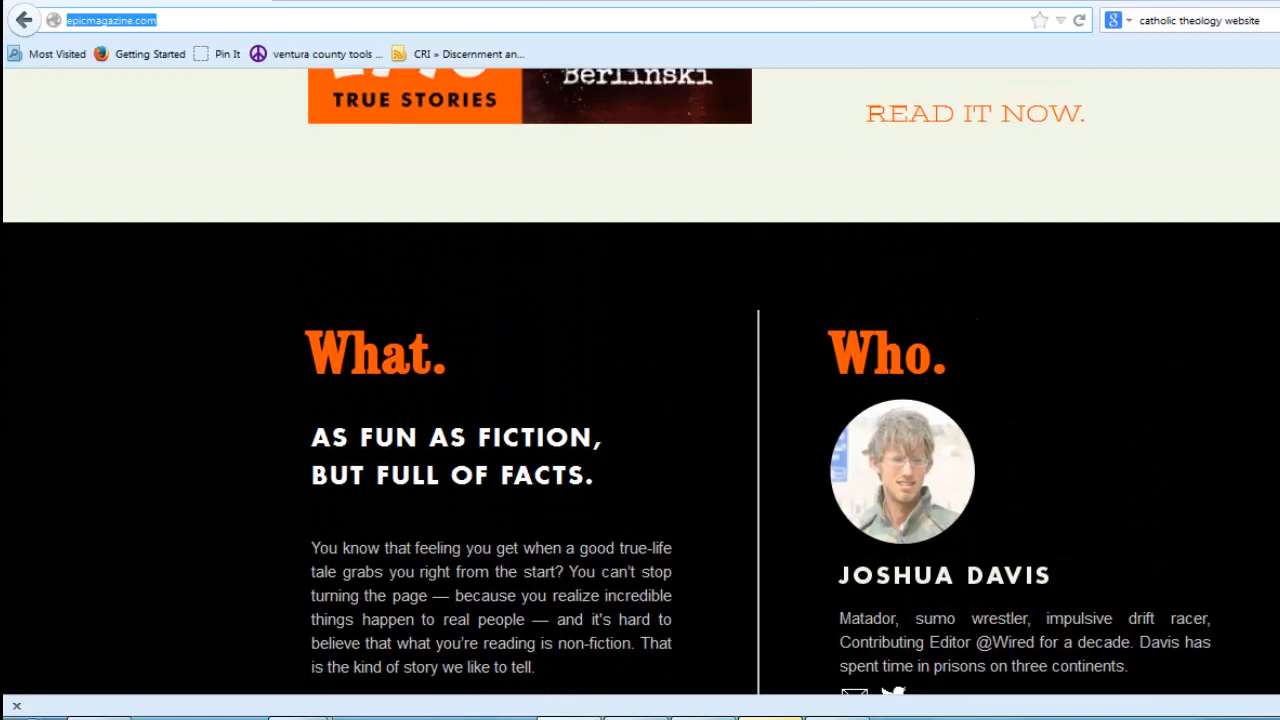 epicmagazine.com
catholic theology website
Most Visited Getting Started Pin It ventura county tools ... CRI » Discernment an...
TRUE STORIES
Berlinski
READ IT NOW.
What.
AS FUN AS FICTION,
BUT FULL OF FACTS.
You know that feeling you get when a good true-life
tale grabs you right from the start? You can't stop
turning the page — because you realize incredible
things happen to real people — and it's hard to
believe that what you're reading is non-fiction. That
is the kind of story we like to tell.
Who.
JOSHUA DAVIS
Matador, sumo wrestler, impulsive drift racer,
Contributing Editor @Wired for a decade. Davis has
spent time in prisons on three continents.